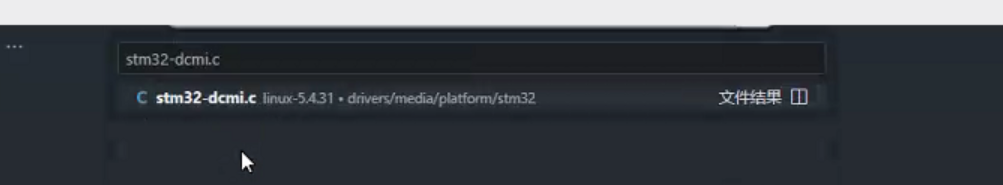 ...
stm32-dcmi.c
C stm32-dcmi.c linux-5.4.31 • drivers/media/platform/stm32 文件结果